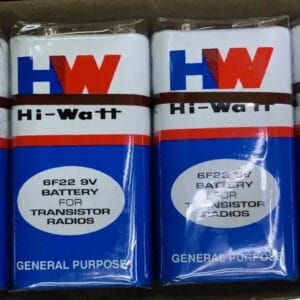 HW
Hi-Watt
6F22 9V
BATTERY
FOR
TRANSISTOR
RADIOS
GENERAL PURPOSE
HW
Hi-Watt
6F22 9V
BATTERY
FOR
TRANSISTOR
RADIOS
GENERAL PURPOSE